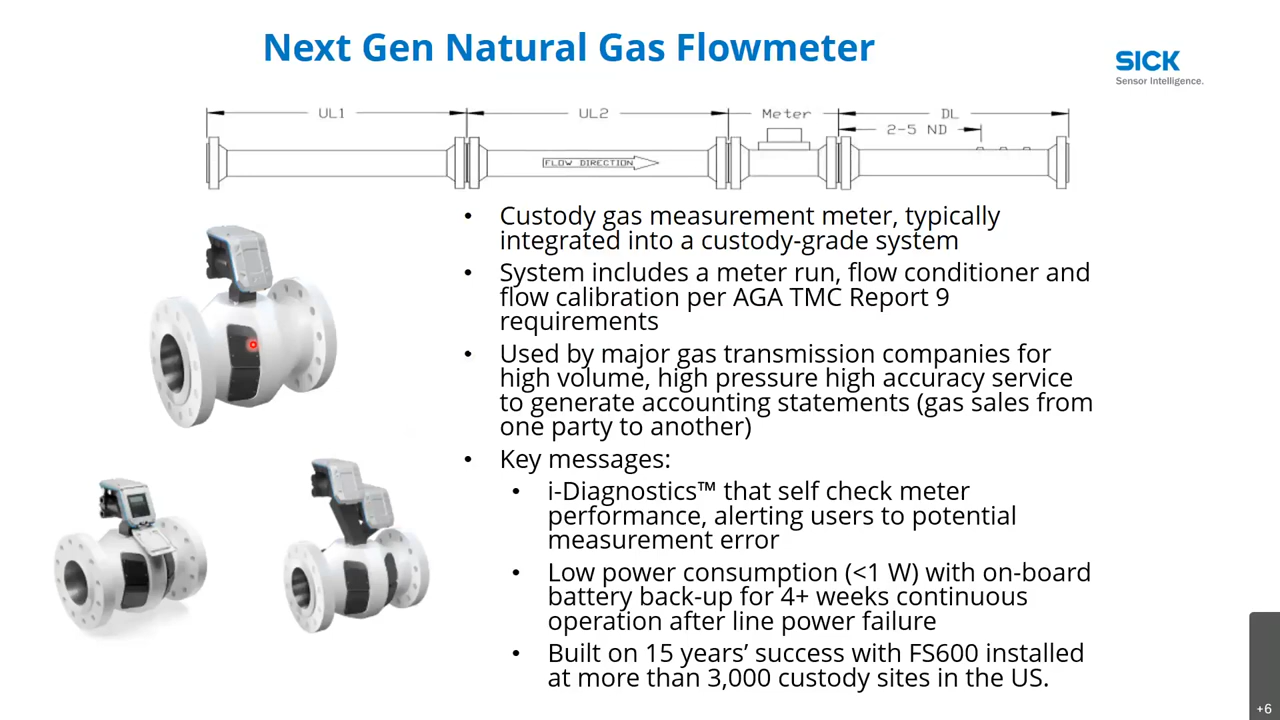 Next Gen Natural Gas Flowmeter
SICK
Sensor Intelligence.
UL1
UL2
Meter
DL
2-5 ND
FLOW DIRECTION
• Custody gas measurement meter, typically
integrated into a custody-grade system
• System includes a meter run, flow conditioner and
flow calibration per AGA TMC Report 9
requirements
• Used by major gas transmission companies for
high volume, high pressure high accuracy service
to generate accounting statements (gas sales from
one party to another)
• Key messages:
• i-Diagnostics™ that self check meter
performance, alerting users to potential
measurement error
• Low power consumption (<1 W) with on-board
battery back-up for 4+ weeks continuous
operation after line power failure
• Built on 15 years’ success with FS600 installed
at more than 3,000 custody sites in the US.
+6